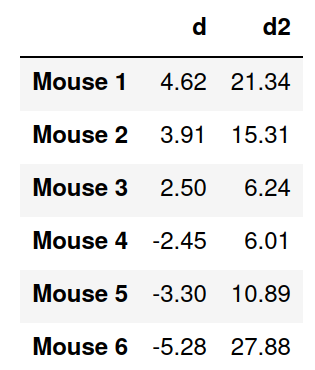 d d2
Mouse 1 4.62 21.34
Mouse 2 3.91 15.31
Mouse 3 2.50 6.24
Mouse 4 -2.45 6.01
Mouse 5 -3.30 10.89
Mouse 6 -5.28 27.88